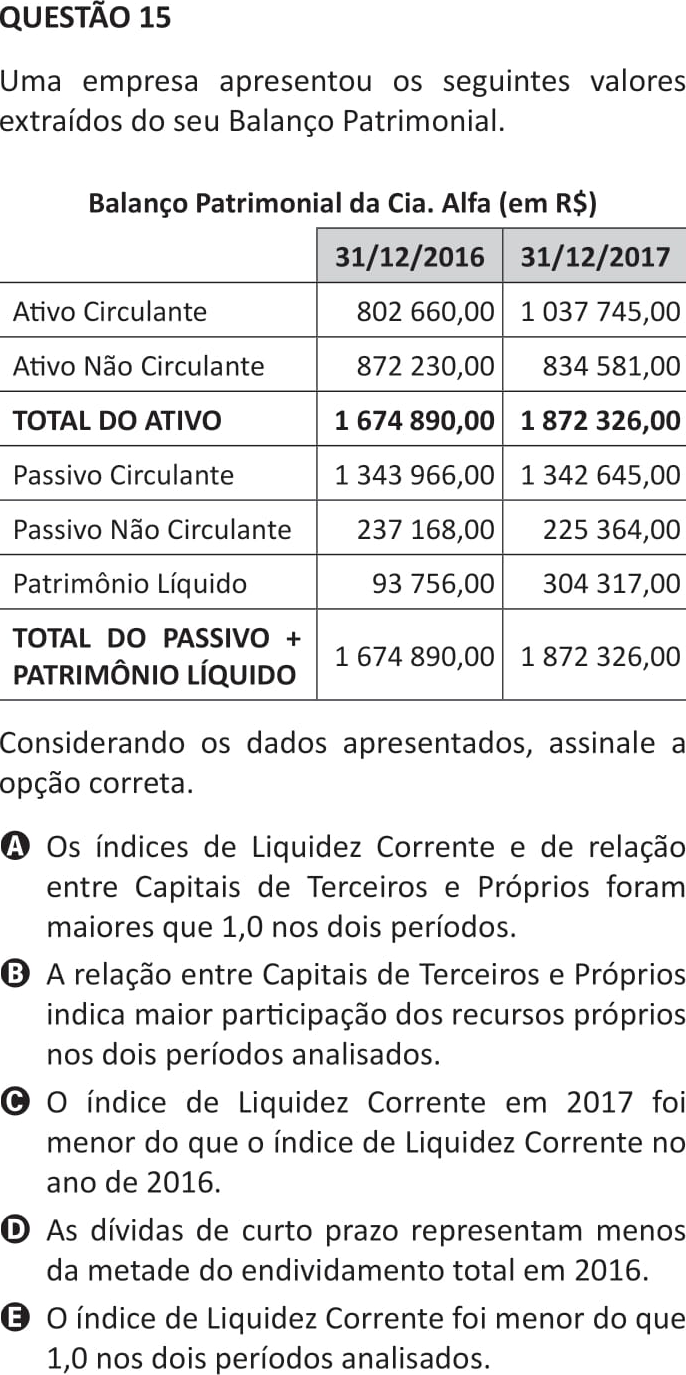 QUESTÃO 15
Uma empresa apresentou os seguintes valores
extraídos do seu Balanço Patrimonial.
Balanço Patrimonial da Cia. Alfa (em R$)
31/12/2016 31/12/2017
Ativo Circulante 802 660,00 1 037 745,00
Ativo Não Circulante 872 230,00 834 581,00
TOTAL DO ATIVO 1 674 890,00 1 872 326,00
Passivo Circulante 1 343 966,00 1 342 645,00
Passivo Não Circulante 237 168,00 225 364,00
Patrimônio Líquido 93 756,00 304 317,00
TOTAL DO PASSIVO +
PATRIMÔNIO LÍQUIDO 1 674 890,00 1 872 326,00
Considerando os dados apresentados, assinale a
opção correta.
A Os índices de Liquidez Corrente e de relação
entre Capitais de Terceiros e Próprios foram
maiores que 1,0 nos dois períodos.
B A relação entre Capitais de Terceiros e Próprios
indica maior participação dos recursos próprios
nos dois períodos analisados.
C O índice de Liquidez Corrente em 2017 foi
menor do que o índice de Liquidez Corrente no
ano de 2016.
D As dívidas de curto prazo representam menos
da metade do endividamento total em 2016.
E O índice de Liquidez Corrente foi menor do que
1,0 nos dois períodos analisados.